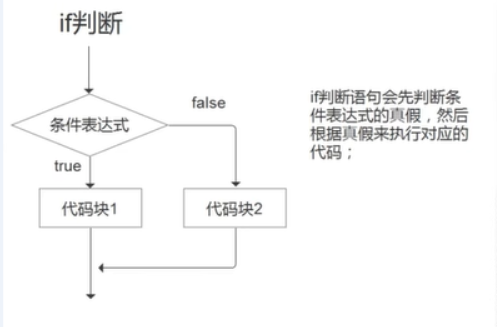 if判断
条件表达式
false
true
代码块1
代码块2
if判断语句会先判断条
件表达式的真假，然后
根据真假来执行对应的
代码；